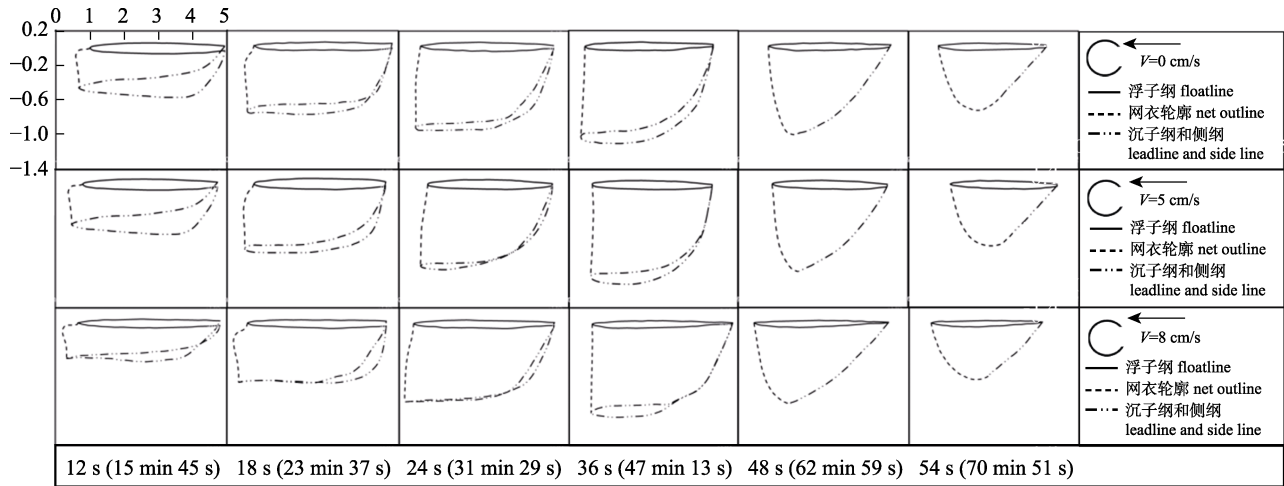 0 1 2 3 4 5
0.2
−0.2
−0.6
−1.0
−1.4
V=0 cm/s
浮子纲 floatline
网衣轮廓 net outline
沉子纲和侧纲
leadline and side line
V=5 cm/s
浮子纲 floatline
网衣轮廓 net outline
沉子纲和侧纲
leadline and side line
V=8 cm/s
浮子纲 floatline
网衣轮廓 net outline
沉子纲和侧纲
leadline and side line
12 s (15 min 45 s) 18 s (23 min 37 s) 24 s (31 min 29 s) 36 s (47 min 13 s) 48 s (62 min 59 s) 54 s (70 min 51 s)